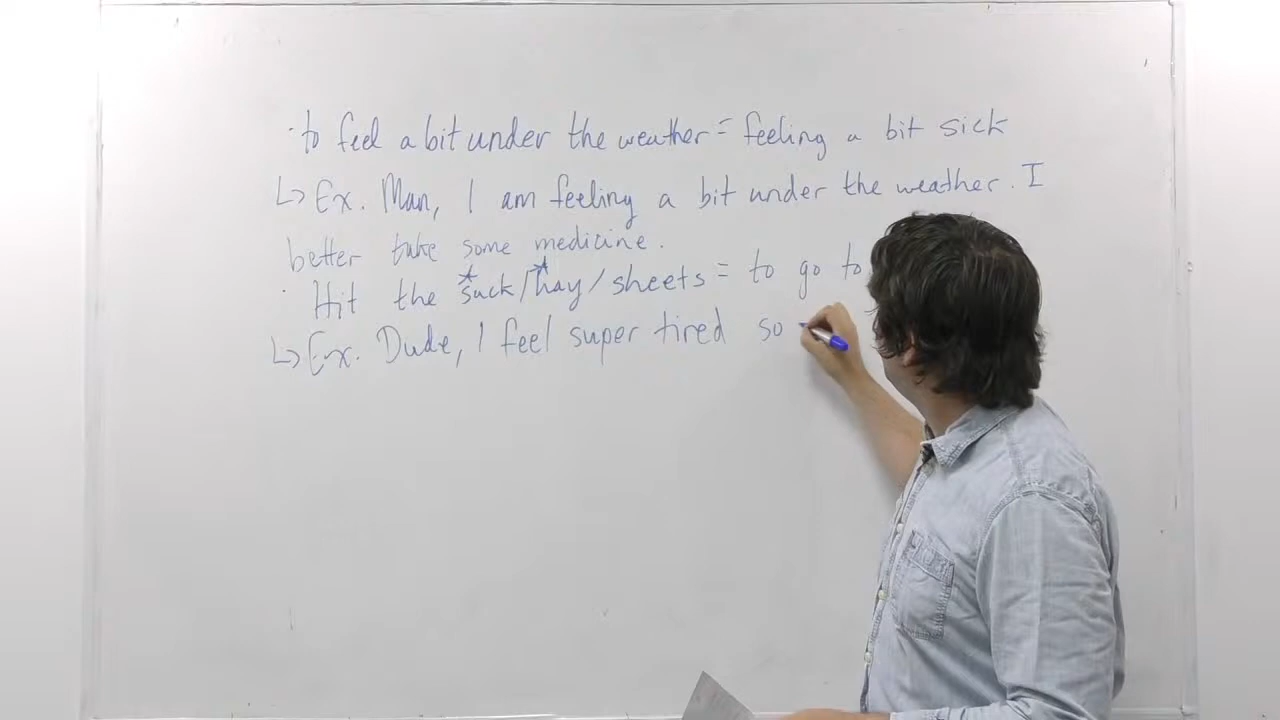 · to feel a bit under the weather = feeling a bit sick
↳ Ex. Man, I am feeling a bit under the weather. I
better take some medicine.
· Hit the sack/hay/sheets = to go to
↳ Ex. Dude, I feel super tired so